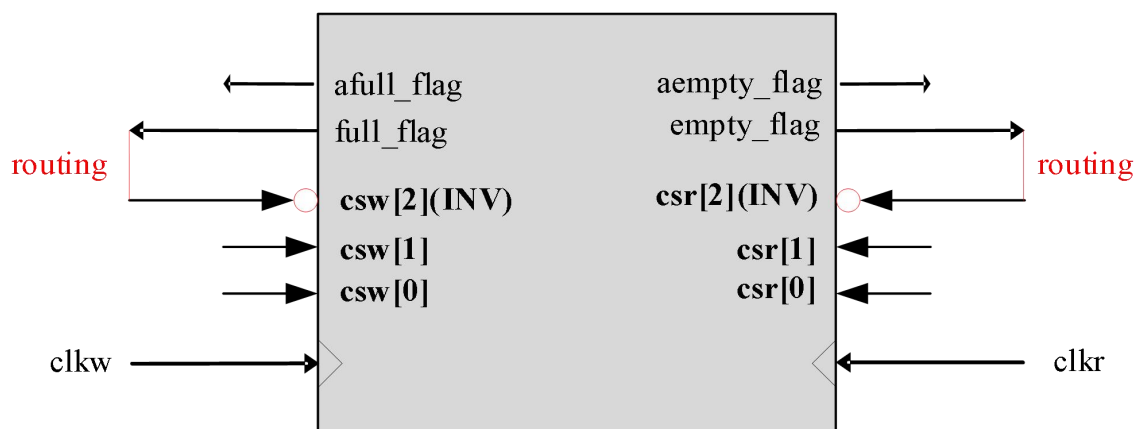 afull_flag aempty_flag
full_flag empty_flag
routing routing
csw[2](INV) csr[2](INV)
csw[1] csr[1]
csw[0] csr[0]
clkw clkr